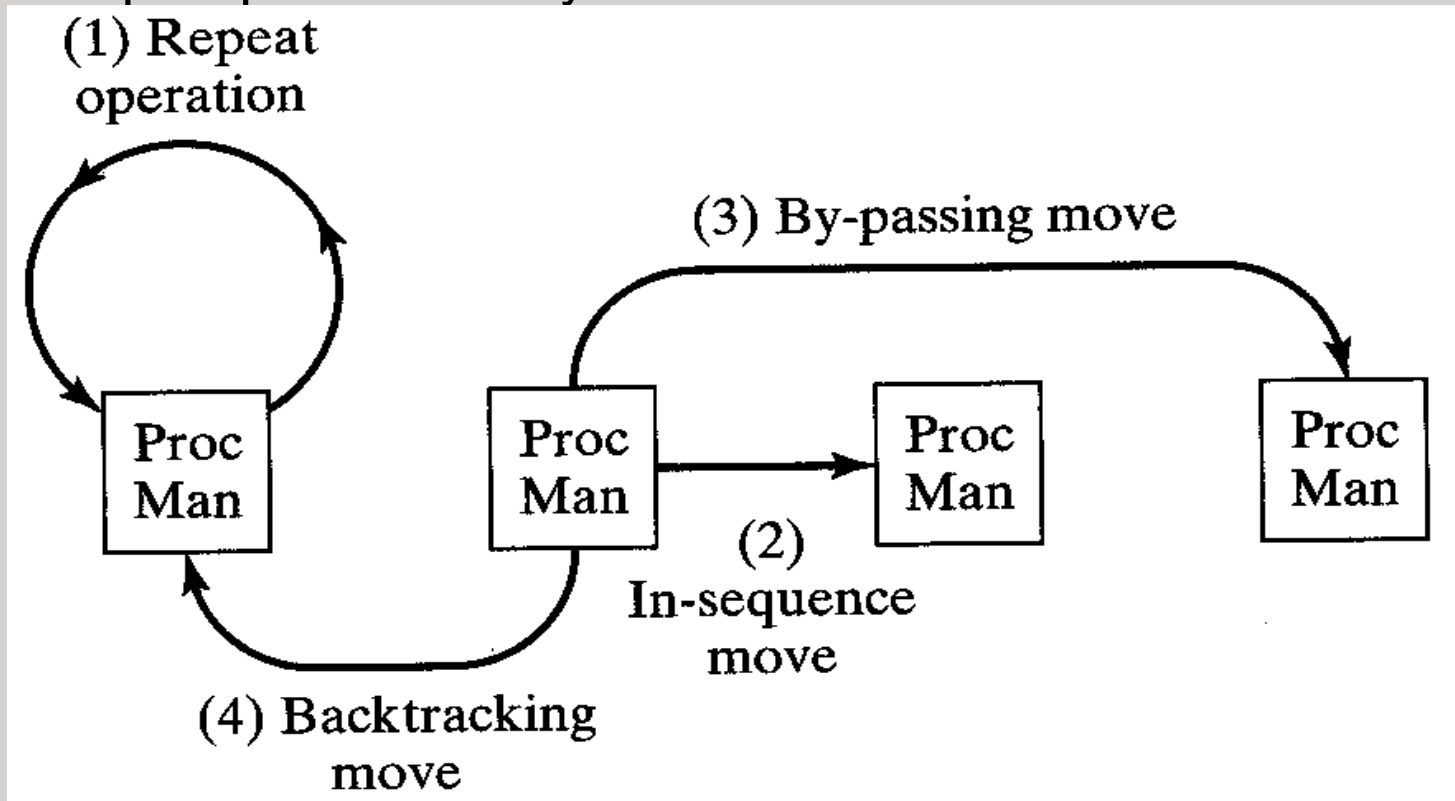 (1) Repeat
operation
(3) By-passing move
Proc
Man
Proc
Man
Proc
Man
Proc
Man
(2)
In-sequence
move
(4) Backtracking
move